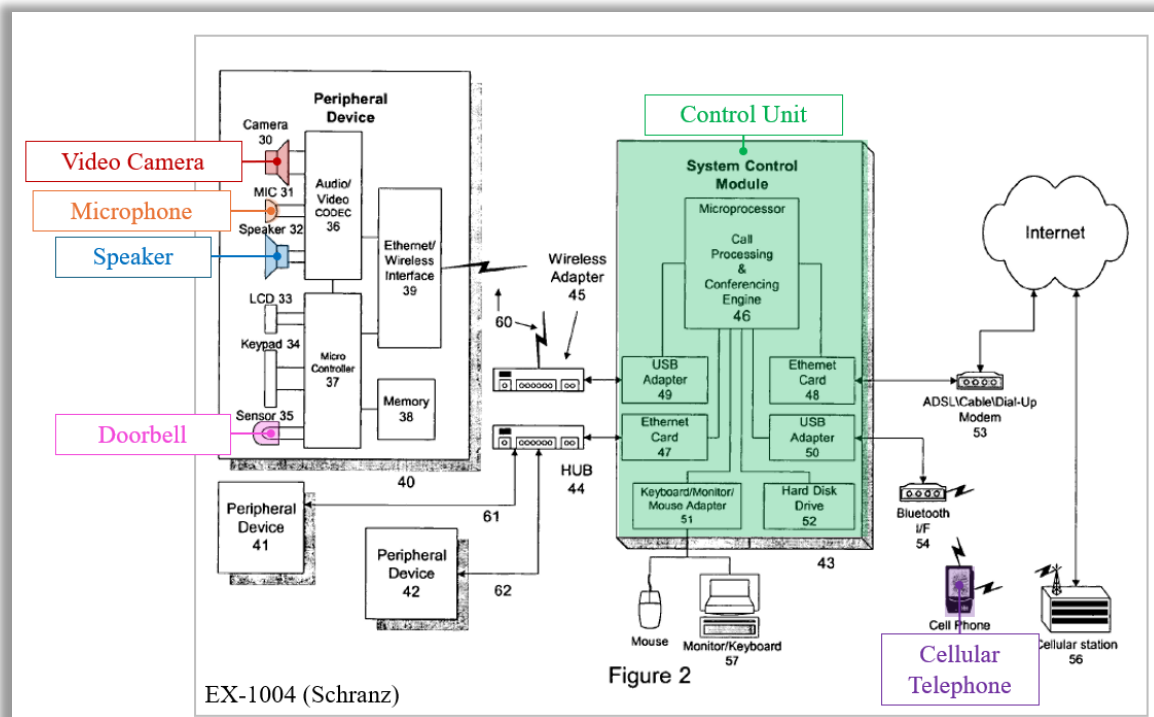 Peripheral
Device
Camera
30
Video Camera
MIC 31
Microphone
Speaker 32
Speaker
Audio/
Video
CODEC
36
Ethernet/
Wireless
Interface
39
LCD 33
Keypad 34
Micro
Controller
37
Memory
38
Sensor 35
Doorbell
40
Peripheral
Device
41
61
Peripheral
Device
42
62
Wireless
Adapter
45
60
HUB
44
Control Unit
System Control
Module
Microprocessor
Call
Processing
&
Conferencing
Engine
46
USB
Adapter
49
Ethernet
Card
48
Ethernet
Card
47
USB
Adapter
50
Keyboard/Monitor/
Mouse Adapter
51
Hard Disk
Drive
52
43
Mouse
Monitor/Keyboard
57
Internet
ADSL\Cable\Dial-Up
Modem
53
Bluetooth
I/F
54
Cell Phone
Cellular
Telephone
Cellular station
56
Figure 2
EX-1004 (Schranz)